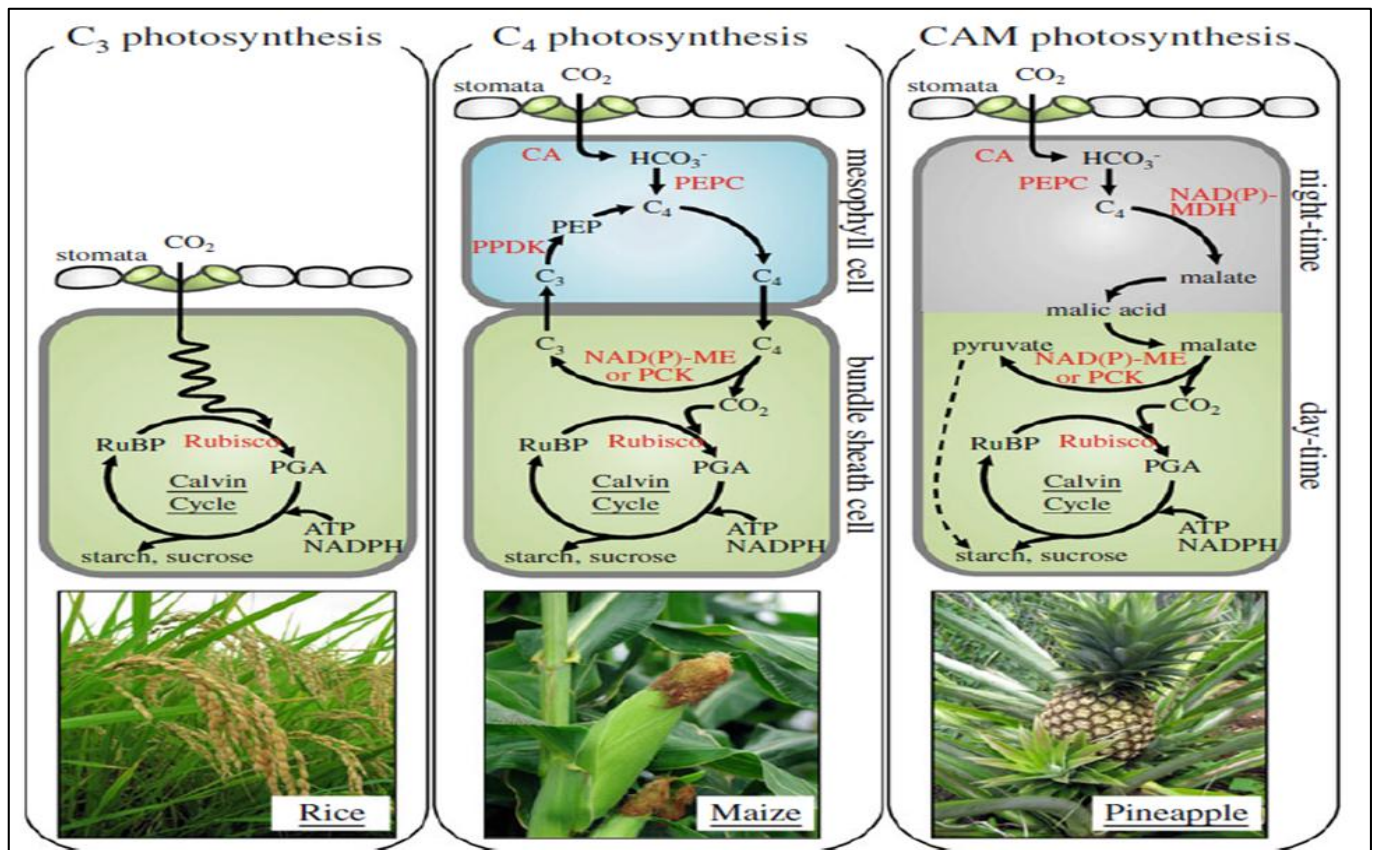 C₃ photosynthesis
stomata
CO₂
RuBP
Rubisco
PGA
Calvin
Cycle
ATP
NADPH
starch, sucrose
Rice
C₄ photosynthesis
stomata
CO₂
CA
HCO₃⁻
PEPC
C₄
PEP
PPDK
C₃
C₄
mesophyll cell
C₃
NAD(P)-ME
or PCK
C₄
CO₂
RuBP
Rubisco
PGA
Calvin
Cycle
ATP
NADPH
starch, sucrose
bundle sheath cell
Maize
CAM photosynthesis
stomata
CO₂
CA
HCO₃⁻
PEPC
NAD(P)-
MDH
C₄
malate
malic acid
night-time
pyruvate
NAD(P)-ME
or PCK
malate
CO₂
RuBP
Rubisco
PGA
Calvin
Cycle
ATP
NADPH
starch, sucrose
day-time
Pineapple